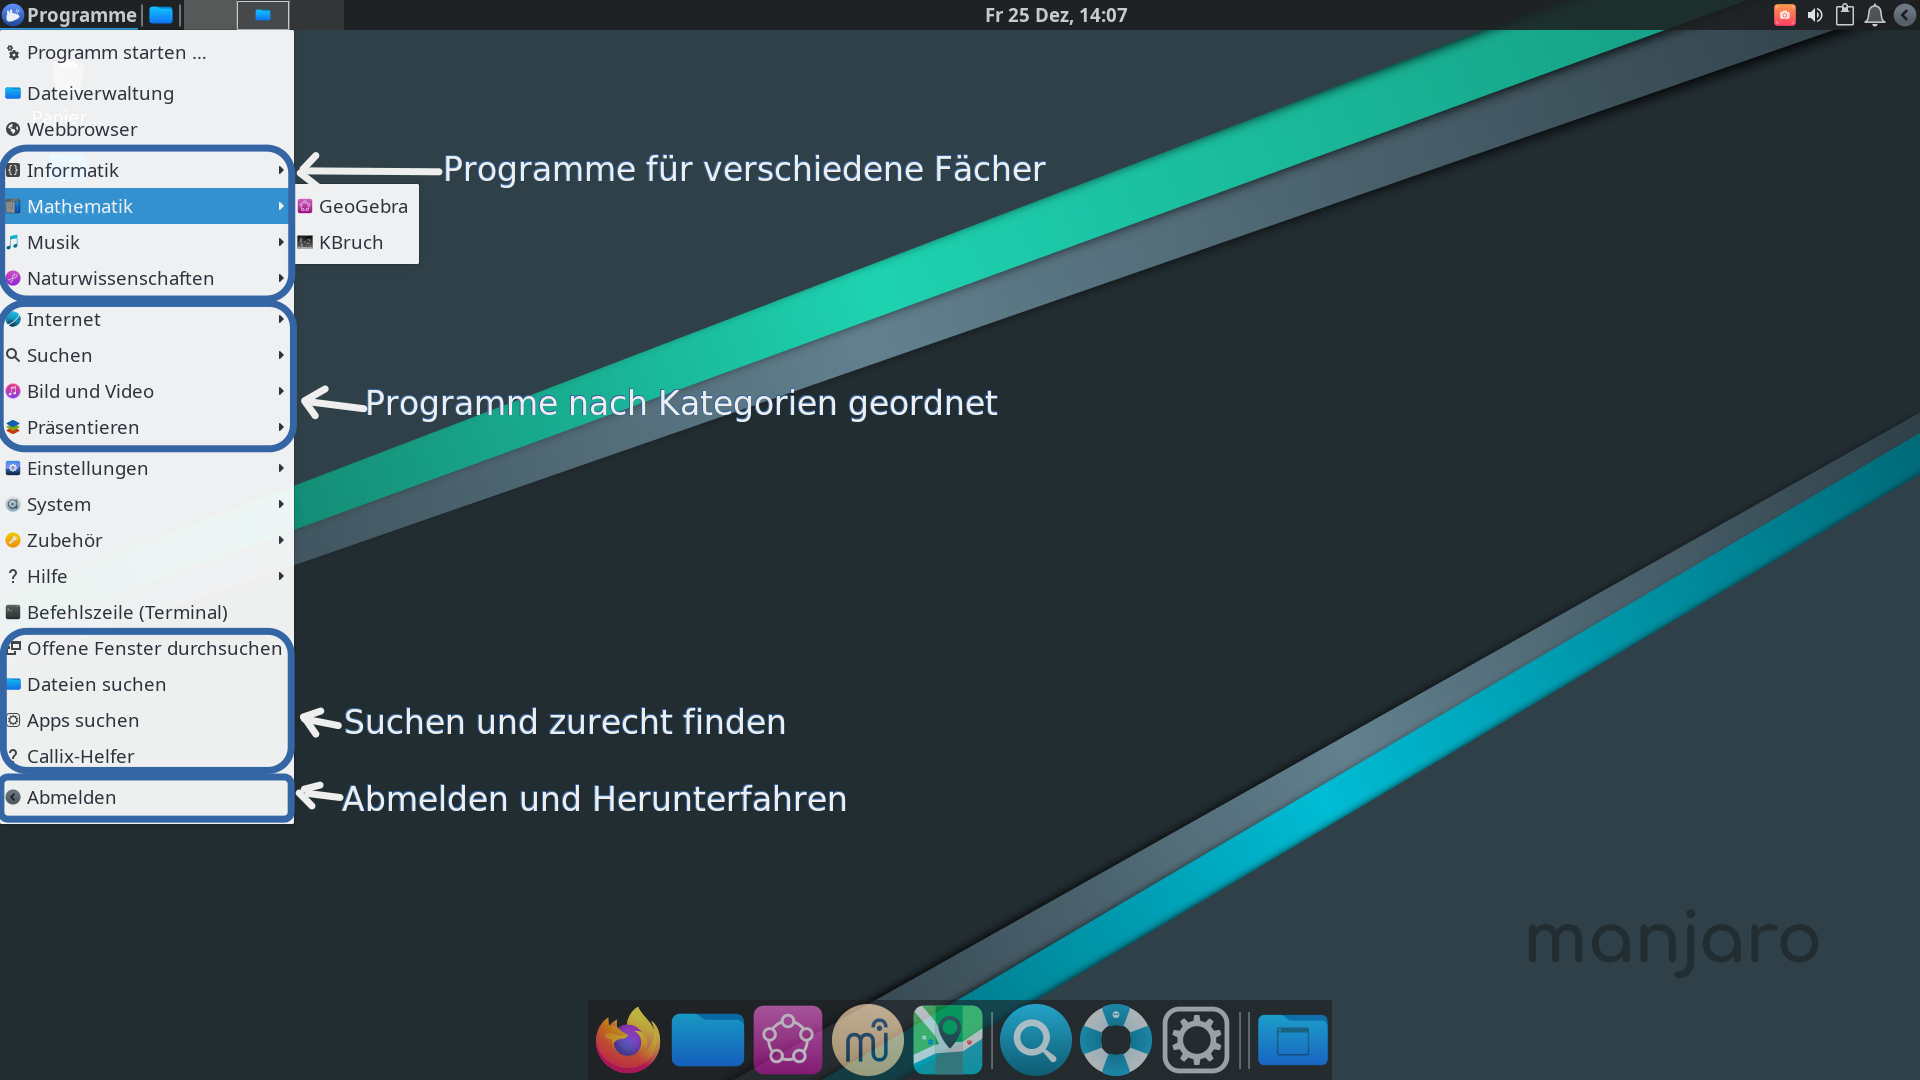 Programme
Fr 25 Dez, 14:07
Programm starten ...
Dateiverwaltung
Webbrowser
Informatik
Programme für verschiedene Fächer
Mathematik
GeoGebra
Musik
KBruch
Naturwissenschaften
Internet
Suchen
Bild und Video
Programme nach Kategorien geordnet
Präsentieren
Einstellungen
System
Zubehör
Hilfe
Befehlszeile (Terminal)
Offene Fenster durchsuchen
Dateien suchen
Apps suchen
Suchen und zurecht finden
Callix-Helfer
Abmelden
Abmelden und Herunterfahren
manjaro